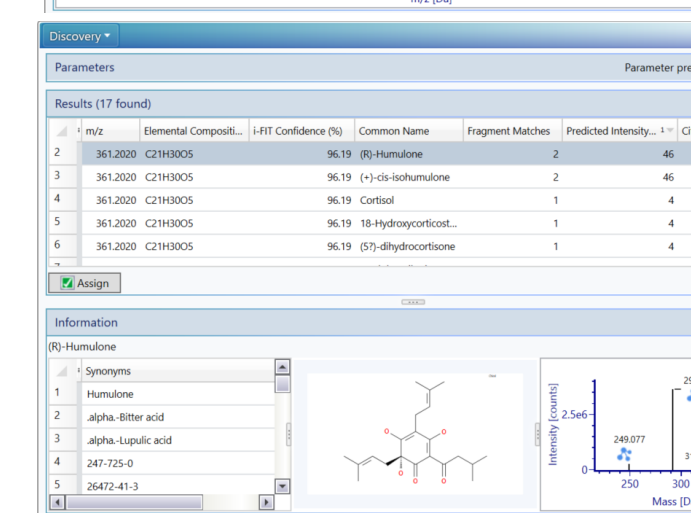 m/z [Da]
Discovery
Parameters Parameter pre
Results (17 found)
m/z Elemental Compositi... i-FIT Confidence (%) Common Name Fragment Matches Predicted Intensity... 1 Ci
2 361.2020 C21H30O5 96.19 (R)-Humulone 2 46
3 361.2020 C21H30O5 96.19 (+)-cis-isohumulone 2 46
4 361.2020 C21H30O5 96.19 Cortisol 1 4
5 361.2020 C21H30O5 96.19 18-Hydroxycorticost... 1 4
6 361.2020 C21H30O5 96.19 (5?)-dihydrocortisone 1 4
Assign
Information
(R)-Humulone
Synonyms
1 Humulone
2 .alpha.-Bitter acid
3 .alpha.-Lupulic acid
4 247-725-0
5 26472-41-3
O O
O O O
Intensity [counts]
2.5e6
0
249.077
29
31
250 300
Mass [D